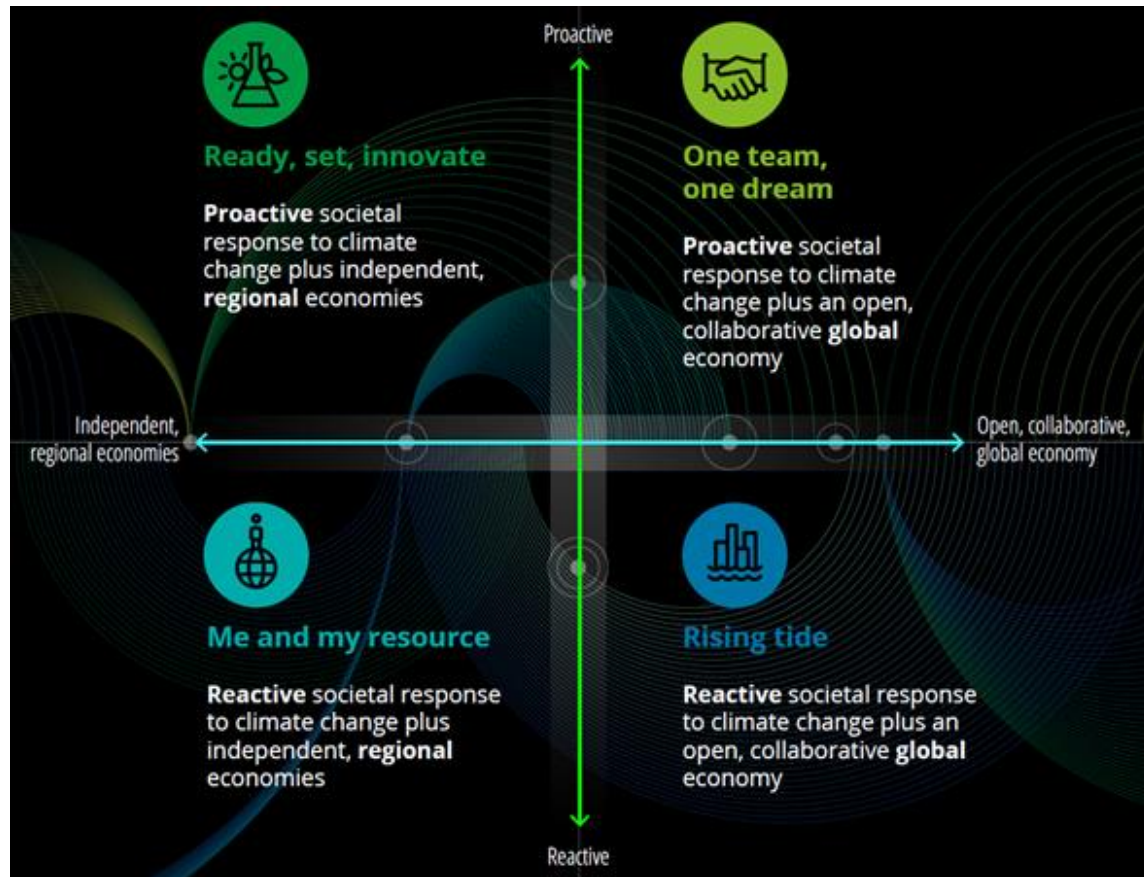 Proactive
Ready, set, innovate
Proactive societal
response to climate
change plus independent,
regional economies
One team,
one dream
Proactive societal
response to climate
change plus an open,
collaborative global
economy
Independent,
regional economies
Open, collaborative,
global economy
Me and my resource
Reactive societal response
to climate change plus
independent, regional
economies
Rising tide
Reactive societal response
to climate change plus an
open, collaborative global
economy
Reactive